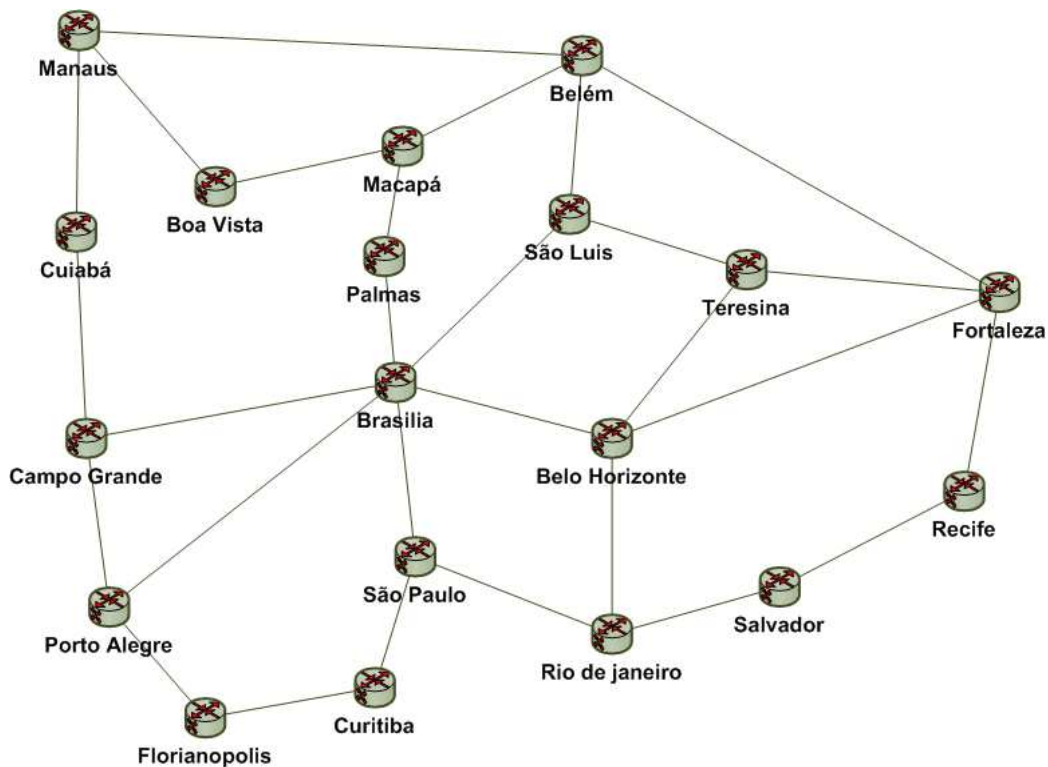 Manaus
Belém
Macapá
Boa Vista
São Luis
Cuiabá
Palmas
Teresina
Fortaleza
Brasilia
Campo Grande
Belo Horizonte
Recife
São Paulo
Salvador
Porto Alegre
Rio de janeiro
Curitiba
Florianopolis